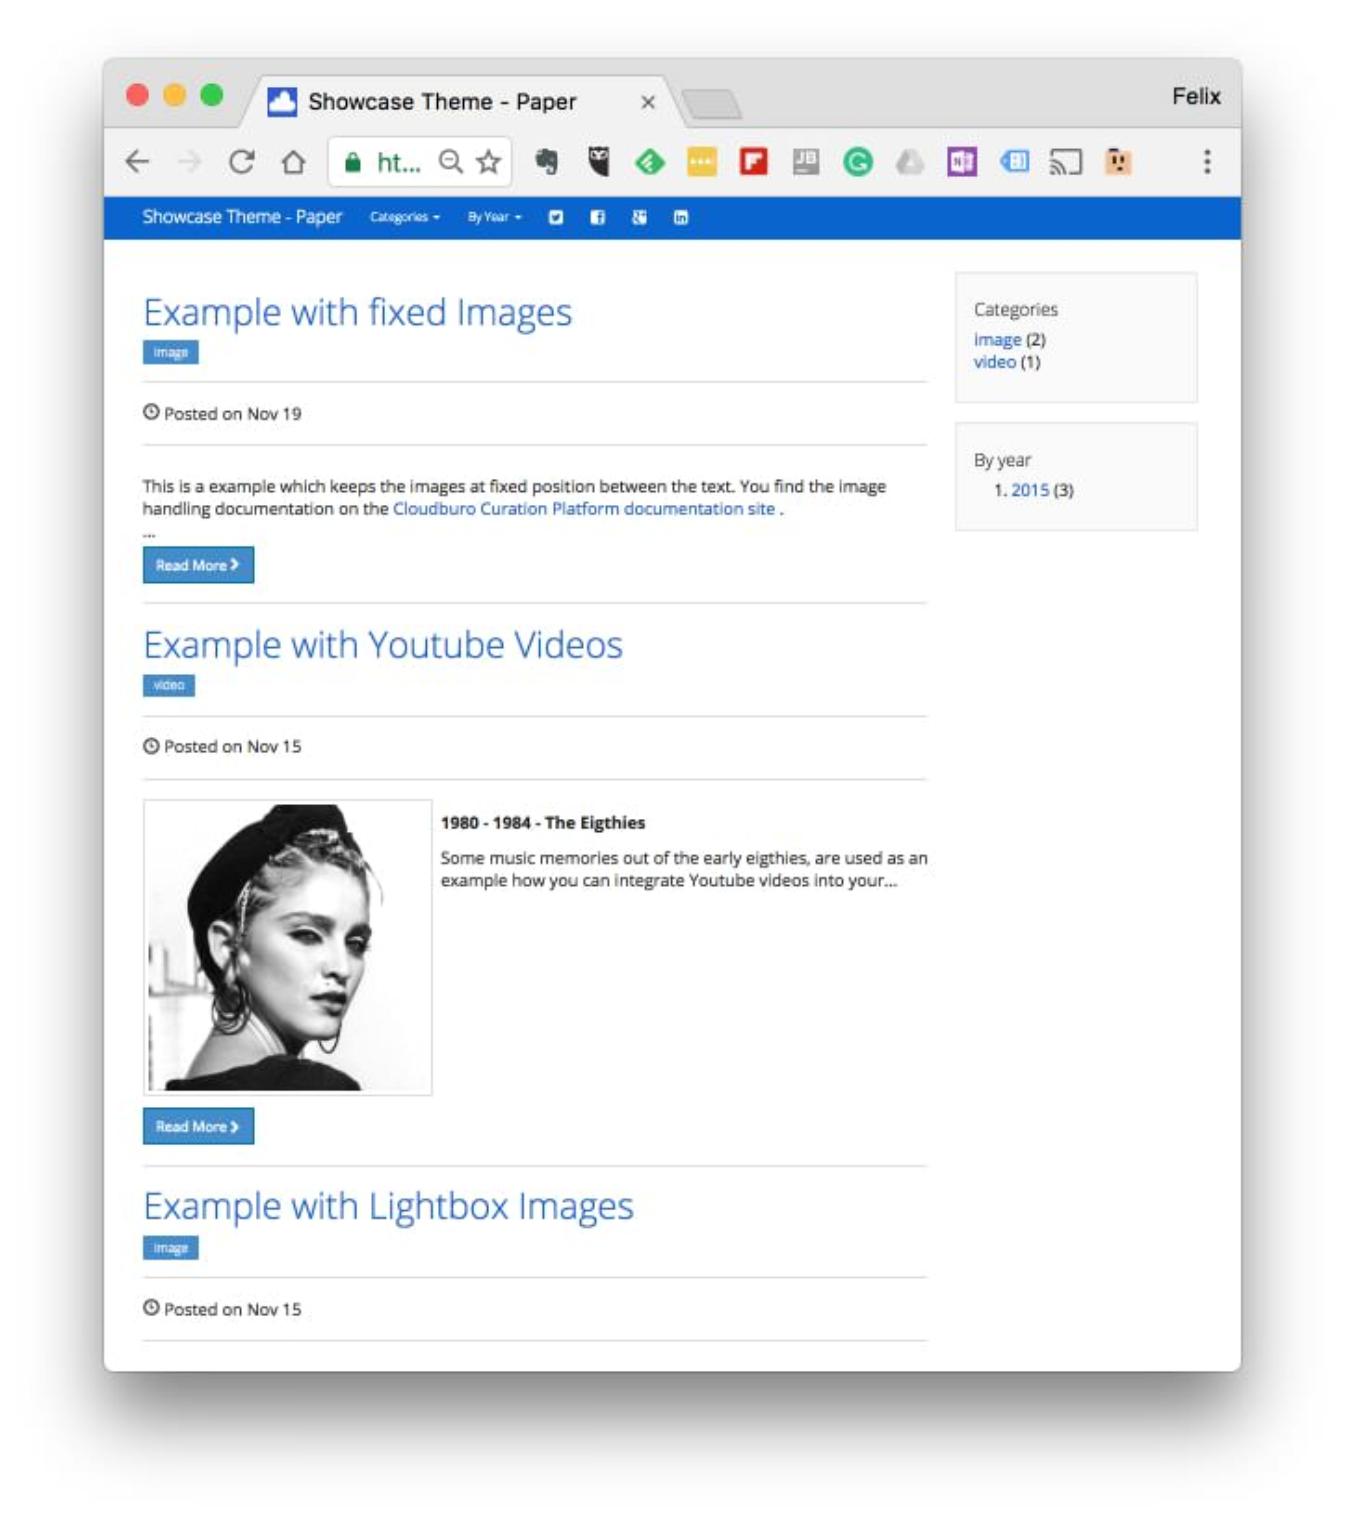 Showcase Theme - Paper
Felix
ht...
JB
Showcase Theme - Paper
Categories
By Year
Example with fixed Images
image
Posted on Nov 19
This is a example which keeps the images at fixed position between the text. You find the image
handling documentation on the Cloudburo Curation Platform documentation site .
...
Read More
Example with Youtube Videos
video
Posted on Nov 15
1980 - 1984 - The Eigthies
Some music memories out of the early eigthies, are used as an
example how you can integrate Youtube videos into your...
Read More
Example with Lightbox Images
image
Posted on Nov 15
Categories
image (2)
video (1)
By year
1. 2015 (3)